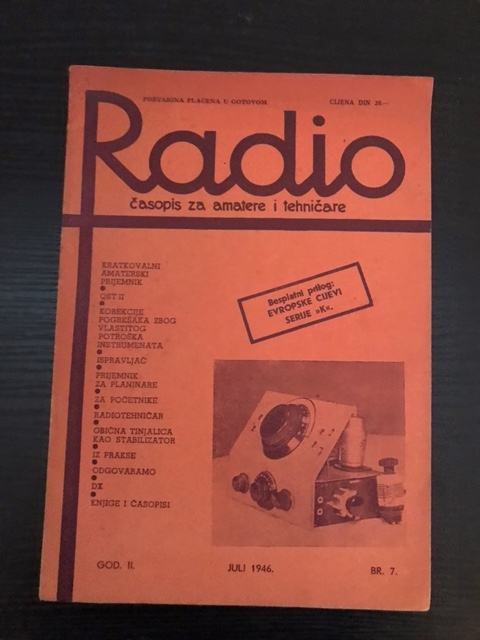 POŠTARINA PLAĆENA U GOTOVOM
CIJENA DIN 20.—
Radio
časopis za amatere i tehničare
KRATKOVALNI
AMATERSKI
PRIJEMNIK
QST II
KOREKCIJE
POGREŠAKA ZBOG
VLASTITOG
POTROŠKA
INSTRUMENATA
ISPRAVLJAČ
PRIJEMNIK
ZA PLANINARE
ZA POČETNIKE
RADIOTEHNIČAR
OBIČNA TINJALICA
KAO STABILIZATOR
IZ PRAKSE
ODGOVARAMO
DX
KNJIGE I ČASOPISI
Besplatni prilog:
EVROPSKE CIJEVI
SERIJE »K«.
GOD. II.
JULI 1946.
BR. 7.